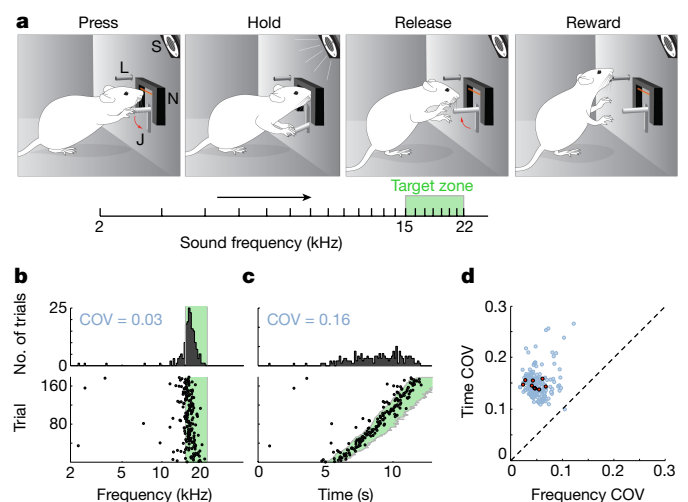 a
Press Hold Release Reward
S
L
N
J
Target zone
2 15 22
Sound frequency (kHz)
b c d
No. of trials
25
0
COV = 0.03
COV = 0.16
Trial
160
80
2 5 10 20
Frequency (kHz)
0 5 10
Time (s)
Time COV
0.3
0.2
0.1
0
0 0.1 0.2 0.3
Frequency COV